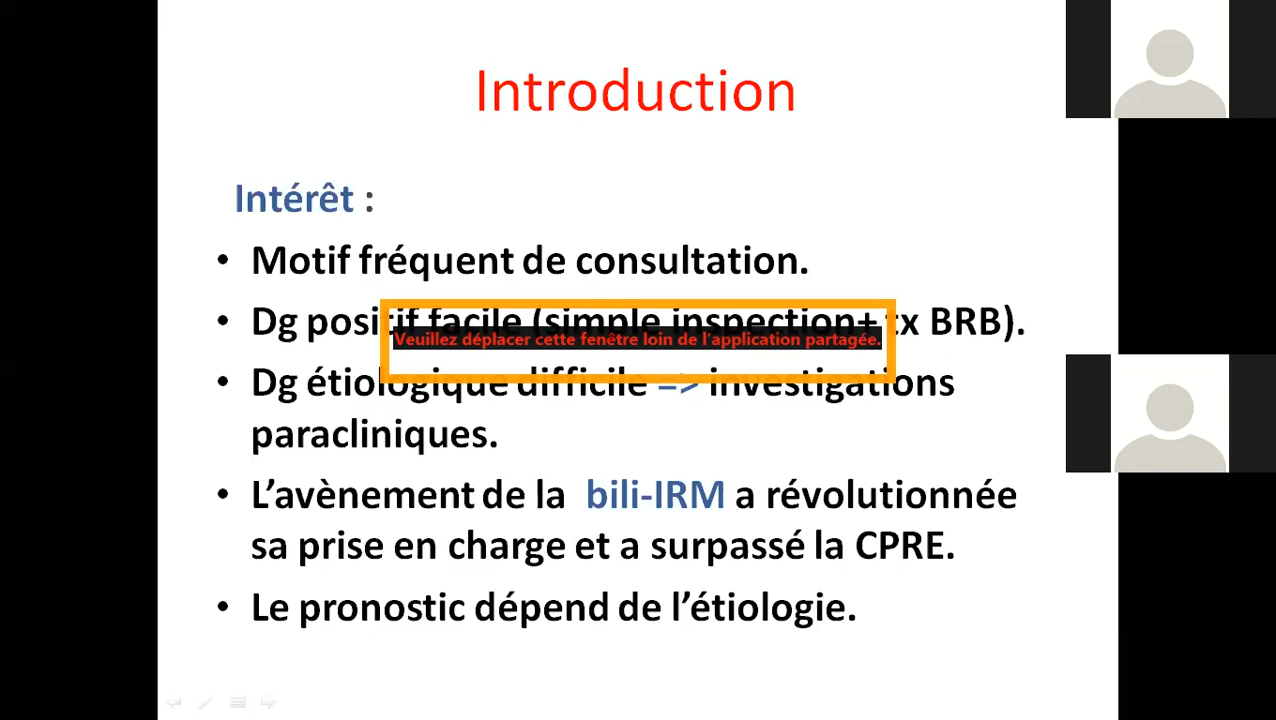 Introduction
Intérêt :
• Motif fréquent de consultation.
• Dg positif facile (simple inspection+ tx BRB).
Veuillez déplacer cette fenêtre loin de l'application partagée.
• Dg étiologique difficile => investigations
paracliniques.
• L’avènement de la bili-IRM a révolutionnée
sa prise en charge et a surpassé la CPRE.
• Le pronostic dépend de l’étiologie.